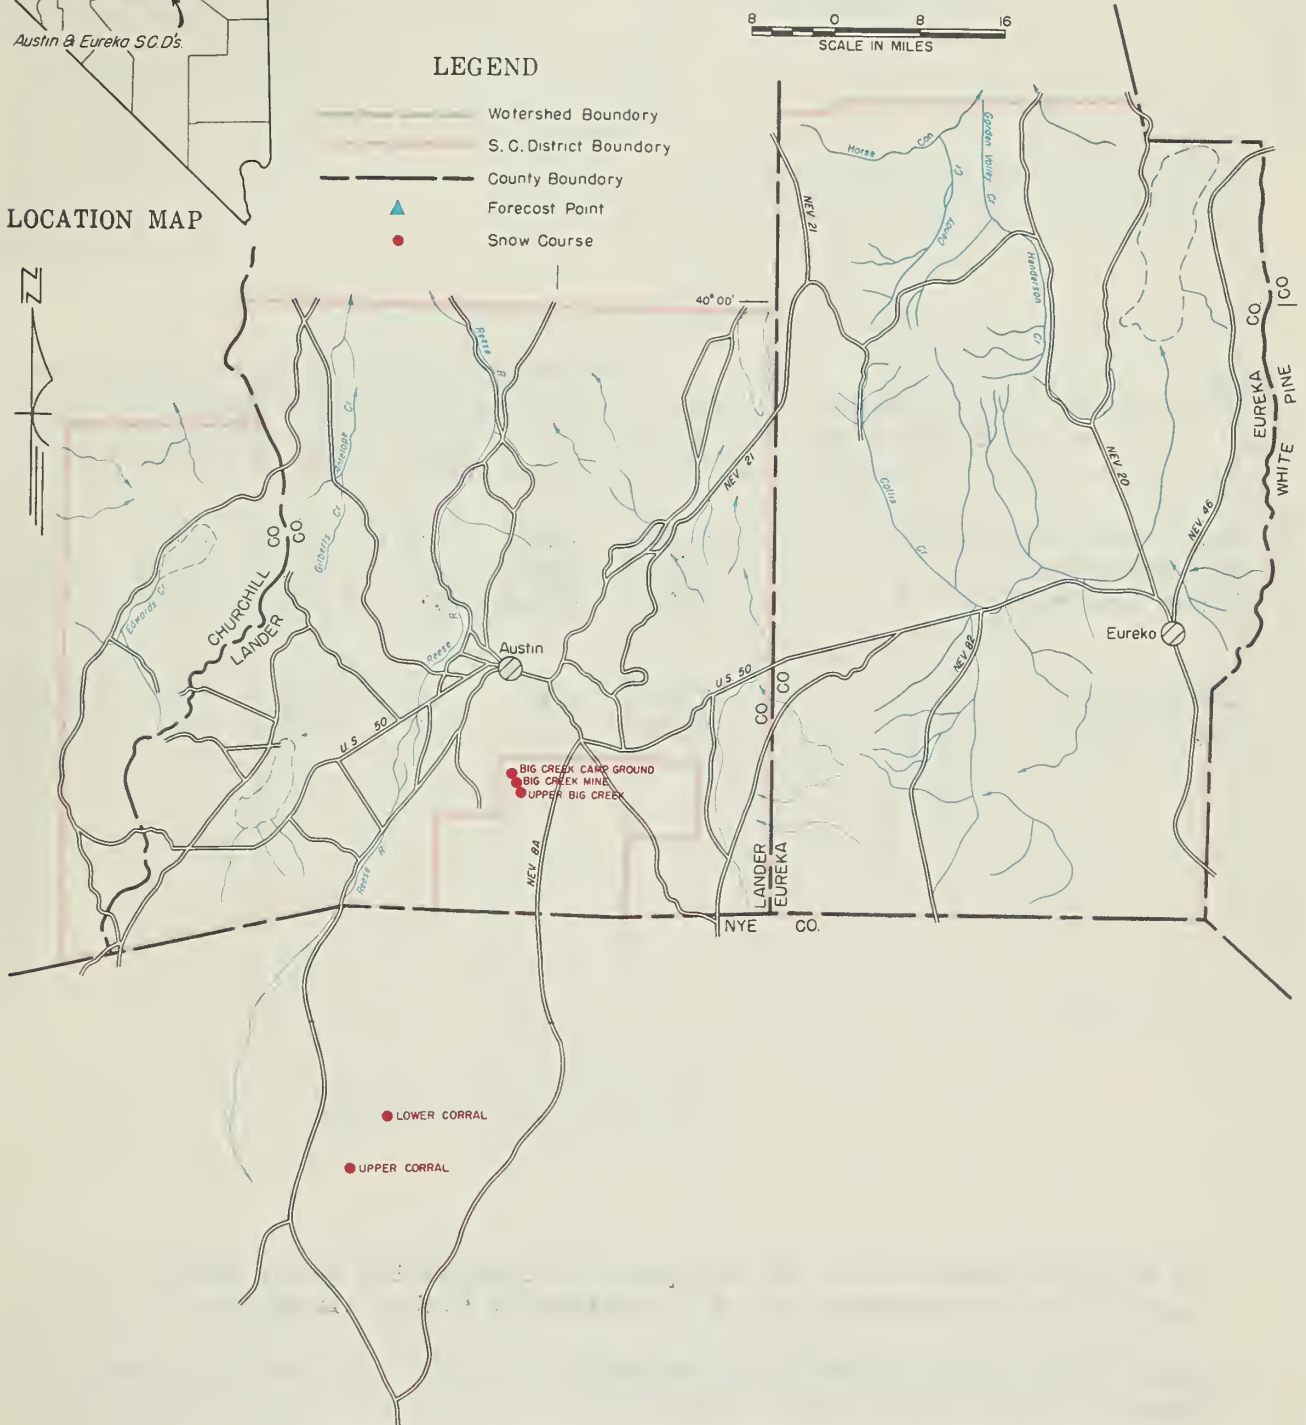 Austin & Eureka S.C.D's.
8 0 8 16
SCALE IN MILES
LEGEND
Watershed Boundary
S. C. District Boundary
County Boundary
Forecast Point
Snow Course
LOCATION MAP
N
40° 00'
Horse Can
Denay Cr
Garden Valley Cr
Henderson Cr
NEV 21
Reese R
Antelope Cr
Gilberts Cr
Edwards Cr
CO
CO
CHURCHILL
LANDER
NEV 21
Collis Cr
NEV 20
NEV. 46
EUREKA CO.
WHITE PINE CO
Reese R
Austin
Eureka
U S 50
U S 50
NEV 82
CO
CO
BIG CREEK CAMP GROUND
BIG CREEK MINE
UPPER BIG CREEK
Reese R
NEV 8A
LANDER
EUREKA
NYE CO.
LOWER CORRAL
UPPER CORRAL